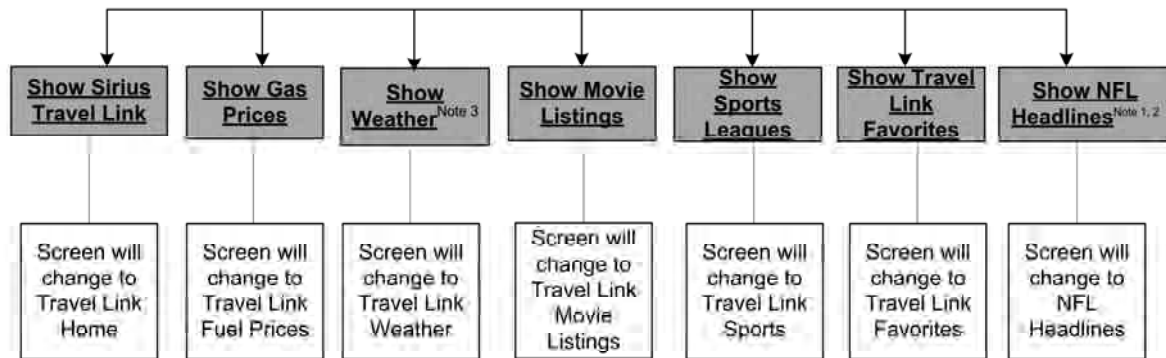 Show Sirius
Travel Link
Show Gas
Prices
Show
Weather Note 3
Show Movie
Listings
Show
Sports
Leagues
Show Travel
Link
Favorites
Show NFL
Headlines Note 1, 2
Screen will
change to
Travel Link
Home
Screen will
change to
Travel Link
Fuel Prices
Screen will
change to
Travel Link
Weather
Screen will
change to
Travel Link
Movie
Listings
Screen will
change to
Travel Link
Sports
Screen will
change to
Travel Link
Favorites
Screen will
change to
NFL
Headlines